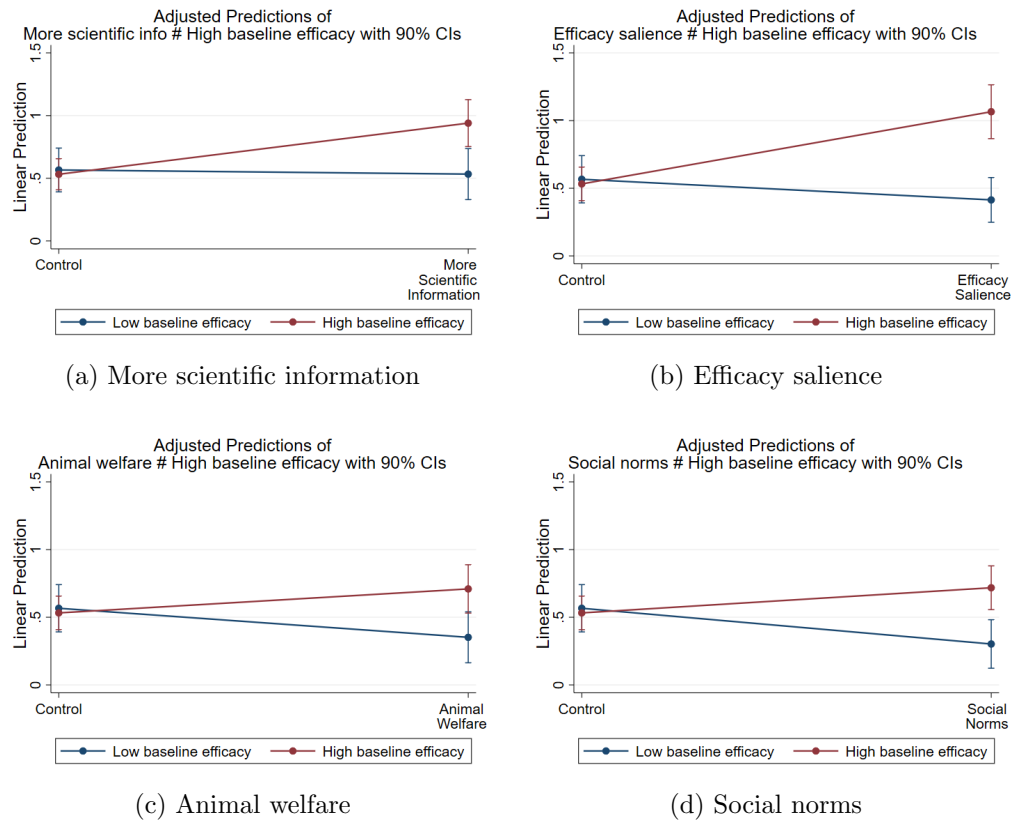 Adjusted Predictions of
More scientific info # High baseline efficacy with 90% CIs
Linear Prediction
1.5
1
.5
0
Control
More
Scientific
Information
Low baseline efficacy
High baseline efficacy
(a) More scientific information
Adjusted Predictions of
Efficacy salience # High baseline efficacy with 90% CIs
Linear Prediction
1.5
1
.5
0
Control
Efficacy
Salience
Low baseline efficacy
High baseline efficacy
(b) Efficacy salience
Adjusted Predictions of
Animal welfare # High baseline efficacy with 90% CIs
Linear Prediction
1.5
1
.5
0
Control
Animal
Welfare
Low baseline efficacy
High baseline efficacy
(c) Animal welfare
Adjusted Predictions of
Social norms # High baseline efficacy with 90% CIs
Linear Prediction
1.5
1
.5
0
Control
Social
Norms
Low baseline efficacy
High baseline efficacy
(d) Social norms